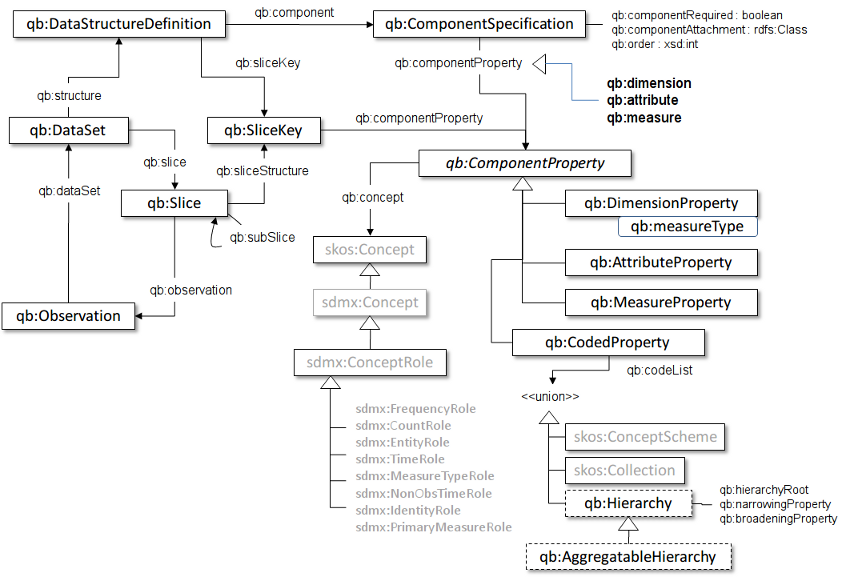 qb:DataStructureDefinition
qb:component
qb:ComponentSpecification
qb:componentRequired : boolean
qb:componentAttachment : rdfs:Class
qb:order : xsd:int
qb:sliceKey
qb:componentProperty
qb:dimension
qb:attribute
qb:measure
qb:structure
qb:DataSet
qb:SliceKey
qb:componentProperty
qb:slice
qb:sliceStructure
qb:ComponentProperty
qb:dataSet
qb:Slice
qb:concept
qb:DimensionProperty
qb:measureType
qb:subSlice
skos:Concept
qb:AttributeProperty
qb:observation
sdmx:Concept
qb:MeasureProperty
qb:Observation
qb:CodedProperty
sdmx:ConceptRole
qb:codeList
<<union>>
sdmx:FrequencyRole
sdmx:CountRole
sdmx:EntityRole
sdmx:TimeRole
sdmx:MeasureTypeRole
sdmx:NonObsTimeRole
sdmx:IdentityRole
sdmx:PrimaryMeasureRole
skos:ConceptScheme
skos:Collection
qb:Hierarchy
qb:hierarchyRoot
qb:narrowingProperty
qb:broadeningProperty
qb:AggregatableHierarchy